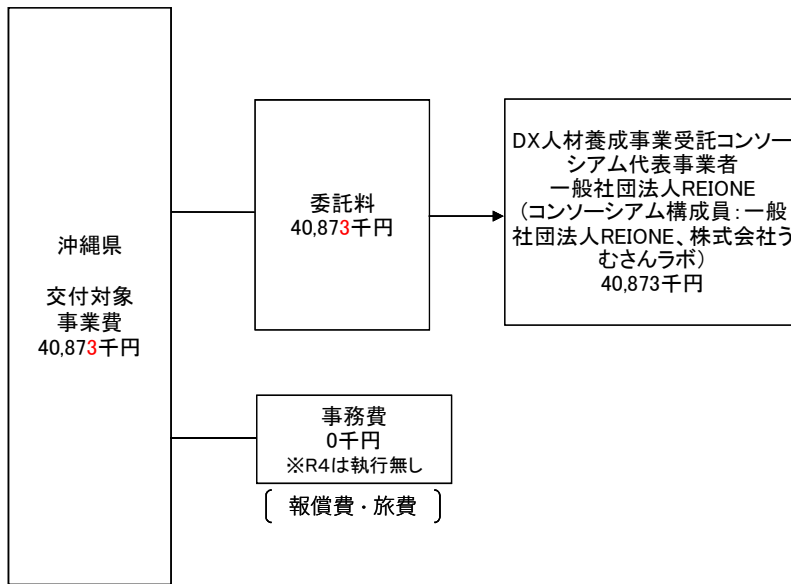 沖縄県
交付対象
事業費
40,873千円
委託料
40,873千円
DX人材養成事業受託コンソー
シアム代表事業者
一般社団法人REIONE
（コンソーシアム構成員：一般
社団法人REIONE、株式会社う
むさんラボ）
40,873千円
事務費
0千円
※R4は執行無し
報償費・旅費